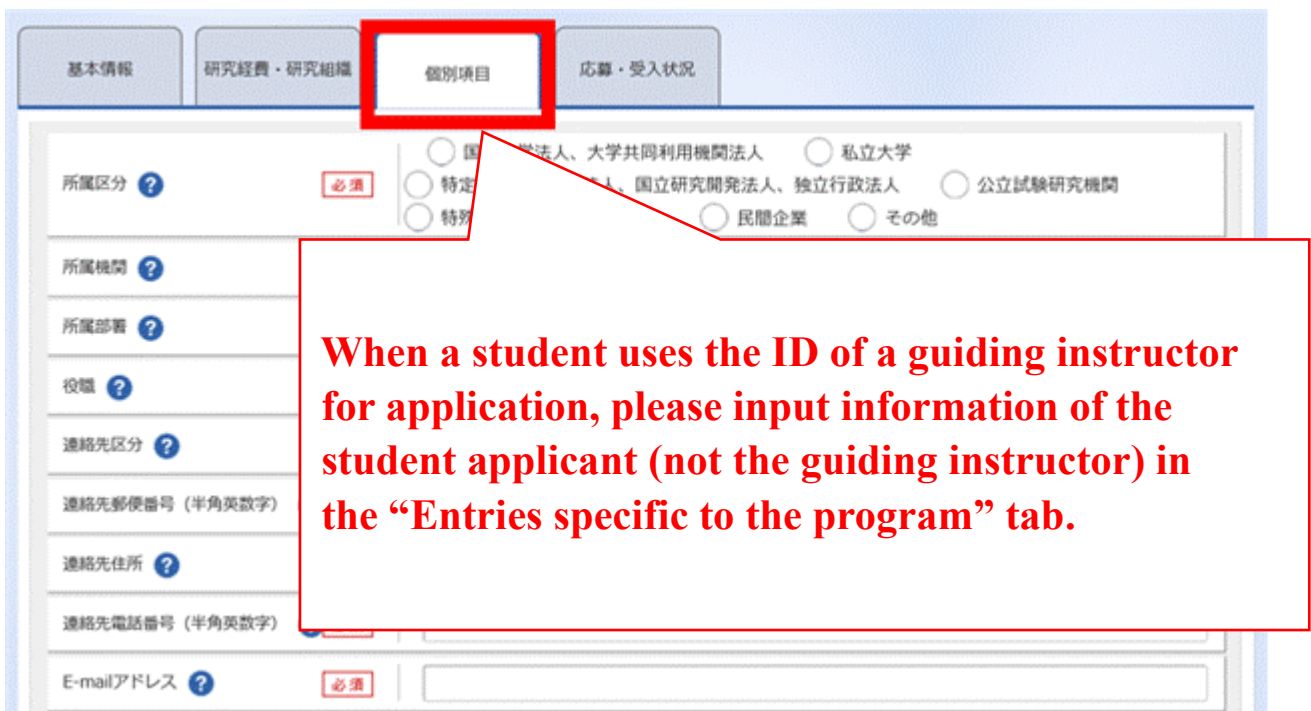 基本情報 研究経費・研究組織 個別項目 応募・受入状況
所属区分 ? 必須
国 学法人、大学共同利用機関法人 私立大学
特定 法人、国立研究開発法人、独立行政法人 公立試験研究機関
特殊 民間企業 その他
所属機関 ?
所属部署 ?
役職 ?
連絡先区分 ?
連絡先郵便番号（半角英数字）
連絡先住所 ?
連絡先電話番号（半角英数字）
E-mailアドレス ? 必須
When a student uses the ID of a guiding instructor
for application, please input information of the
student applicant (not the guiding instructor) in
the “Entries specific to the program” tab.